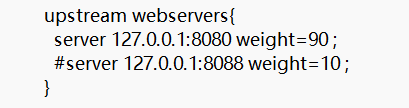 upstream webservers{
  server 127.0.0.1:8080 weight=90 ;
  #server 127.0.0.1:8088 weight=10 ;
}